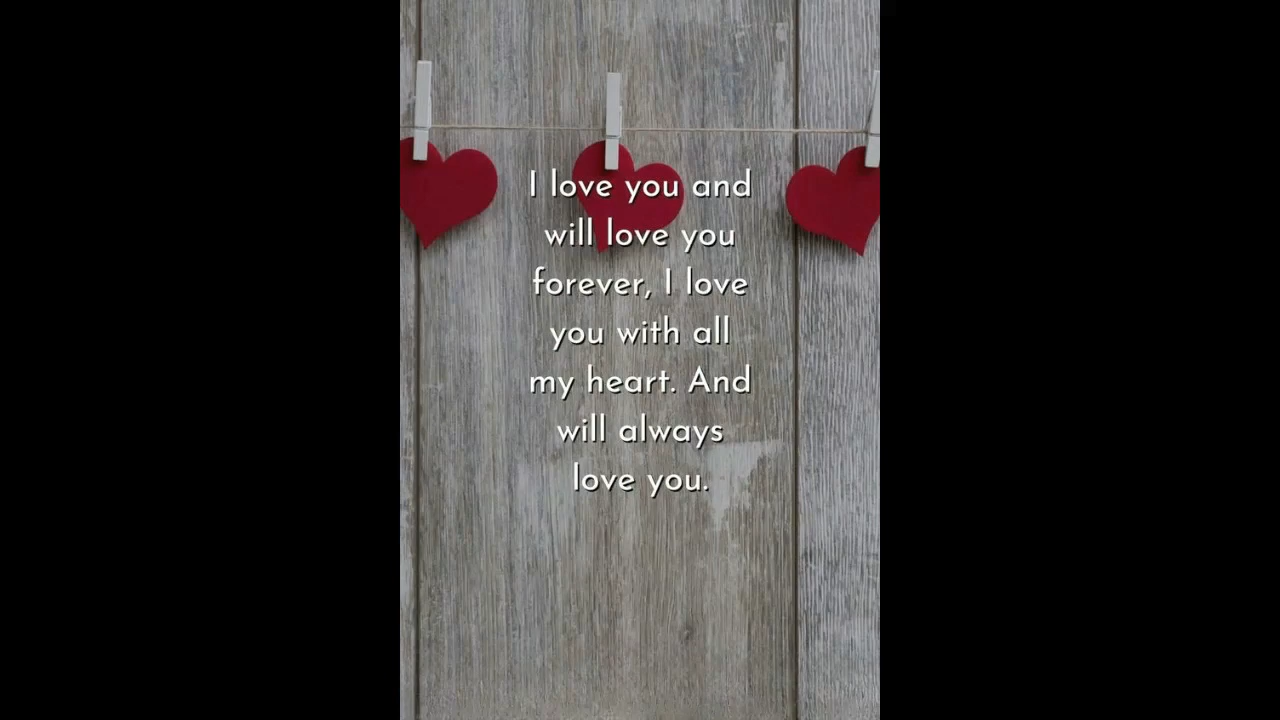 I love you and
will love you
forever, I love
you with all
my heart. And
will always
love you.